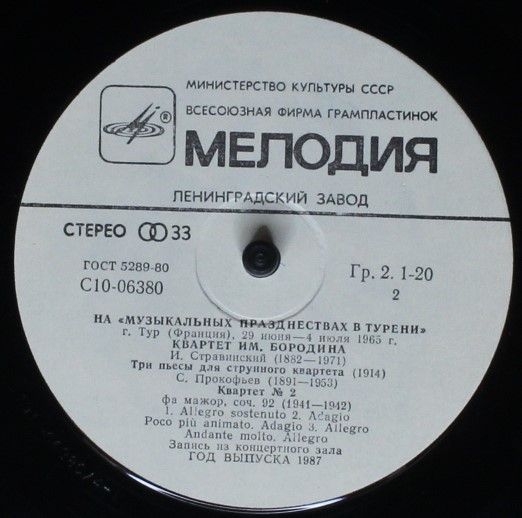 МИНИСТЕРСТВО КУЛЬТУРЫ СССР
ВСЕСОЮЗНАЯ ФИРМА ГРАМПЛАСТИНОК
®
МЕЛОДИЯ
ЛЕНИНГРАДСКИЙ ЗАВОД
СТЕРЕО 33
ГОСТ 5289-80
С10-06380
Гр. 2. 1-20
2
НА «МУЗЫКАЛЬНЫХ ПРАЗДНЕСТВАХ В ТУРЕНИ»
г. Тур (Франция), 29 июня—4 июля 1965 г.
КВАРТЕТ ИМ. БОРОДИНА
И. Стравинский (1882—1971)
Три пьесы для струнного квартета (1914)
С. Прокофьев (1891—1953)
Квартет № 2
фа мажор, соч. 92 (1941—1942)
1. Allegro sostenuto 2. Adagio
Poco più animato. Adagio 3. Allegro
Andante molto. Allegro
Запись из концертного зала
ГОД ВЫПУСКА 1987